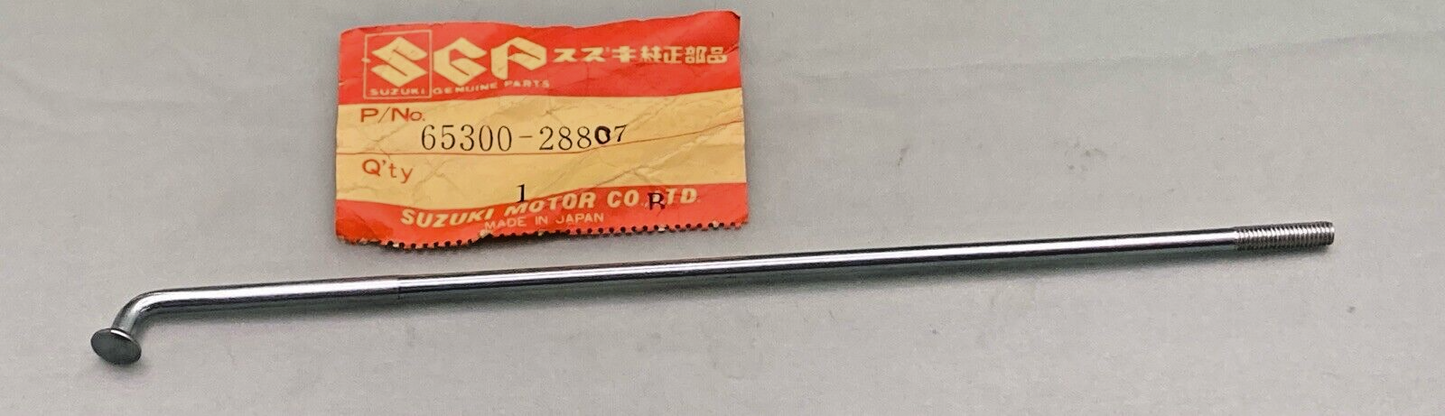 SGP スズキ純正部品
SUZUKI GENUINE PARTS
P/No.
65300-28807
Q'ty
1
R
SUZUKI MOTOR CO.,LTD.
MADE IN JAPAN